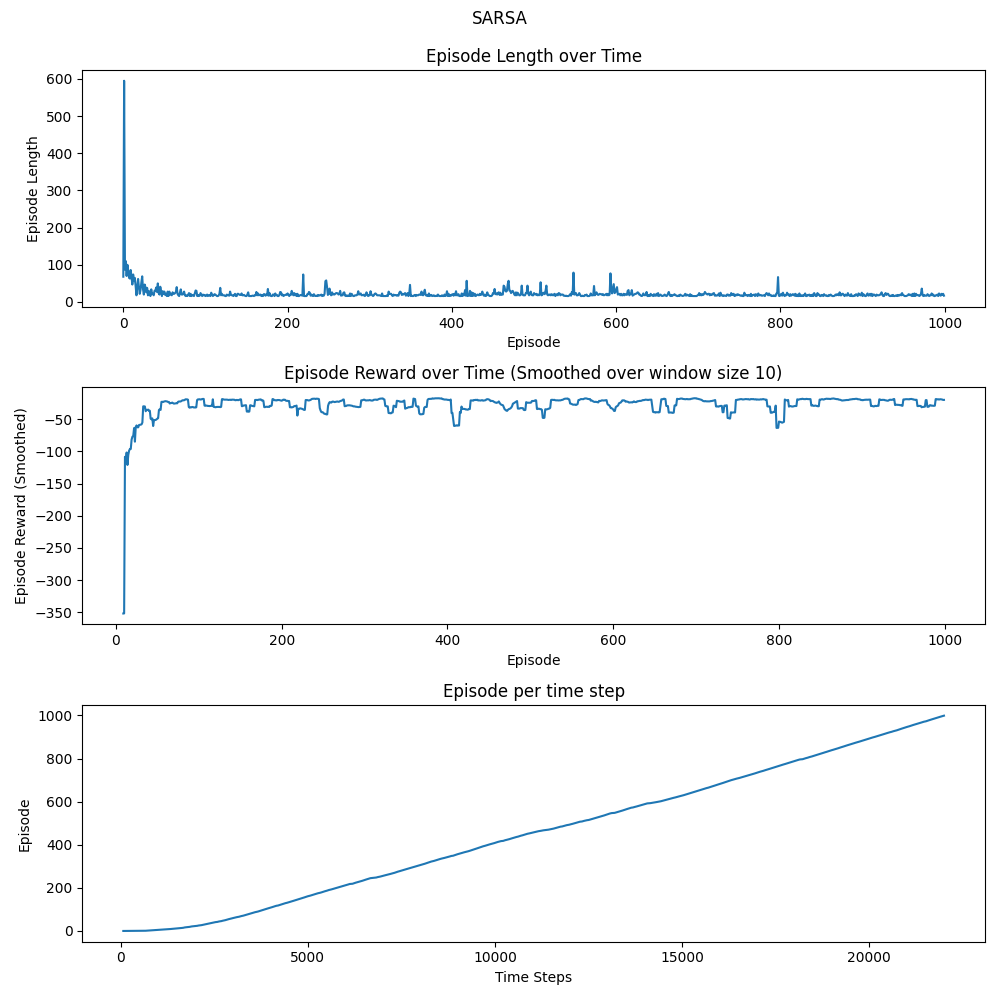 SARSA
Episode Length over Time
600
500
400
300
200
100
0
Episode Length
0 200 400 600 800 1000
Episode
Episode Reward over Time (Smoothed over window size 10)
−50
−100
−150
−200
−250
−300
−350
Episode Reward (Smoothed)
0 200 400 600 800 1000
Episode
Episode per time step
1000
800
600
400
200
0
Episode
0 5000 10000 15000 20000
Time Steps